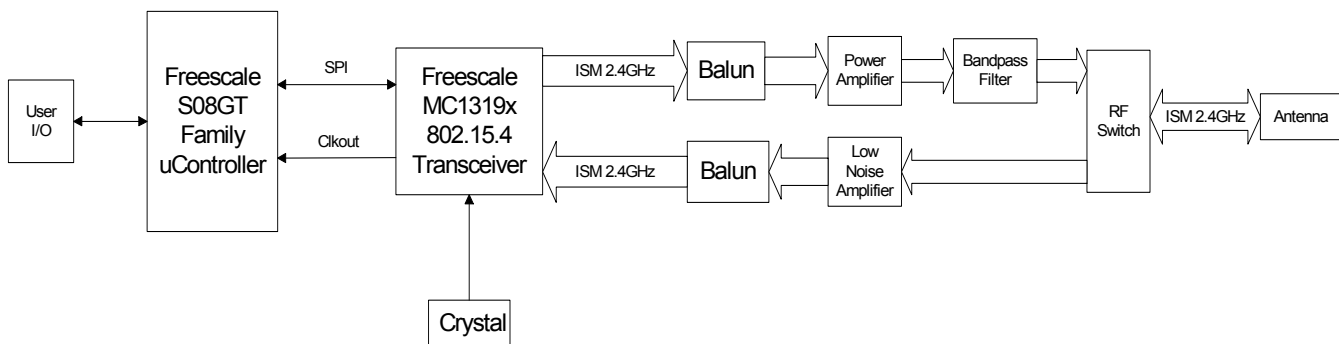 User
I/O
Freescale
S08GT
Family
uController
SPI
Clkout
Freescale
MC1319x
802.15.4
Transceiver
Crystal
ISM 2.4GHz
Balun
Power
Amplifier
Bandpass
Filter
ISM 2.4GHz
Balun
Low
Noise
Amplifier
RF
Switch
ISM 2.4GHz
Antenna